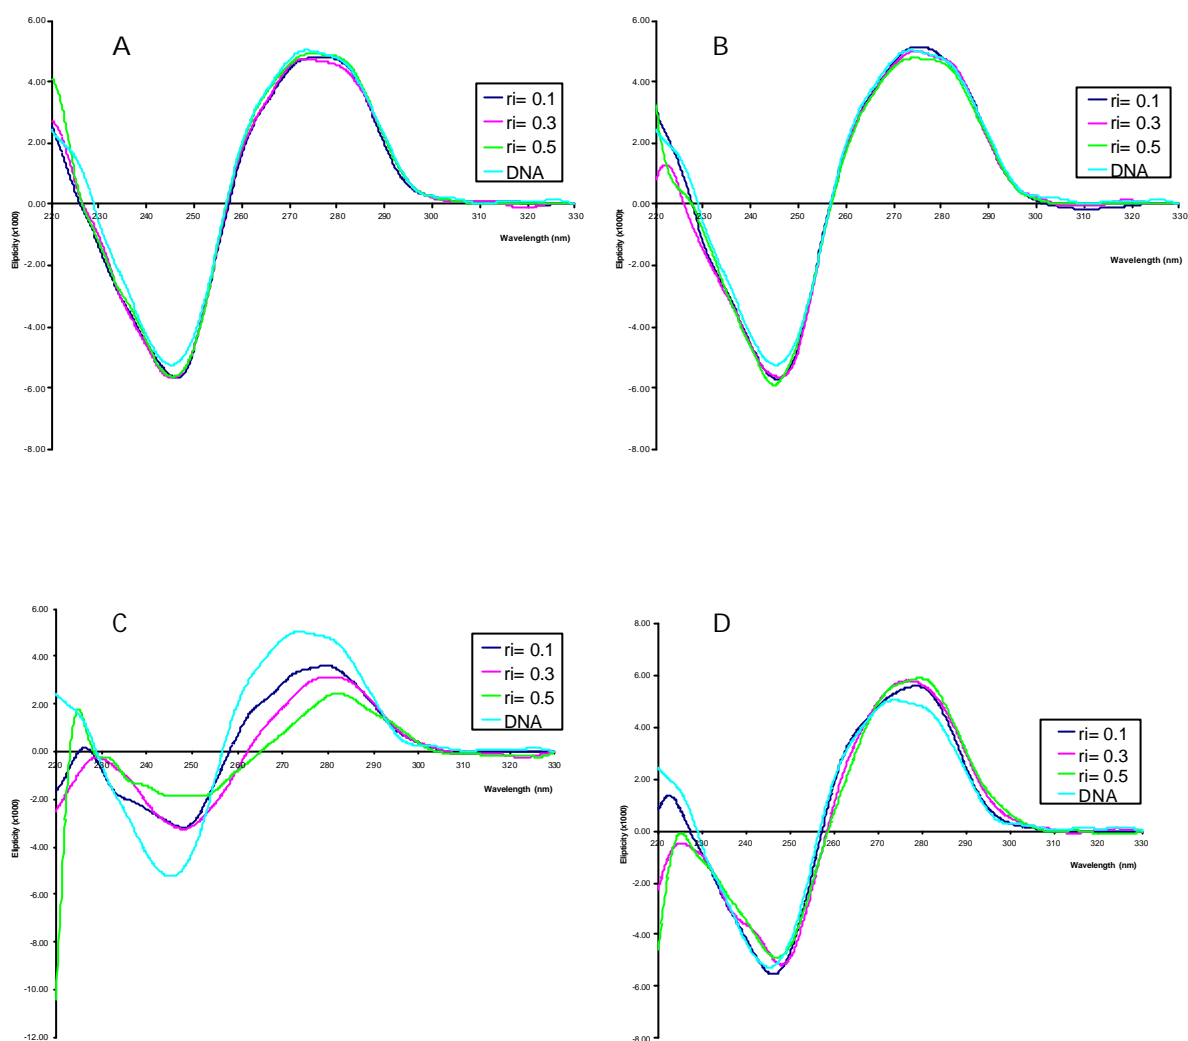 A
6.00
4.00
2.00
0.00
-2.00
-4.00
-6.00
-8.00
220 230 240 250 260 270 280 290 300 310 320 330
Elipticity (x1000)
Wavelength (nm)
ri= 0.1
ri= 0.3
ri= 0.5
DNA
B
6.00
4.00
2.00
0.00
-2.00
-4.00
-6.00
-8.00
220 230 240 250 260 270 280 290 300 310 320 330
Elipticity (x1000)t
Wavelength (nm)
ri= 0.1
ri= 0.3
ri= 0.5
DNA
C
6.00
4.00
2.00
0.00
-2.00
-4.00
-6.00
-8.00
-10.00
-12.00
220 230 240 250 260 270 280 290 300 310 320 330
Elipticity (x1000)
Wavelength (nm)
ri= 0.1
ri= 0.3
ri= 0.5
DNA
D
8.00
6.00
4.00
2.00
0.00
-2.00
-4.00
-6.00
-8.00
220 230 240 250 260 270 280 290 300 310 320 330
Elipticity (x1000)
Wavelength (nm)
ri= 0.1
ri= 0.3
ri= 0.5
DNA